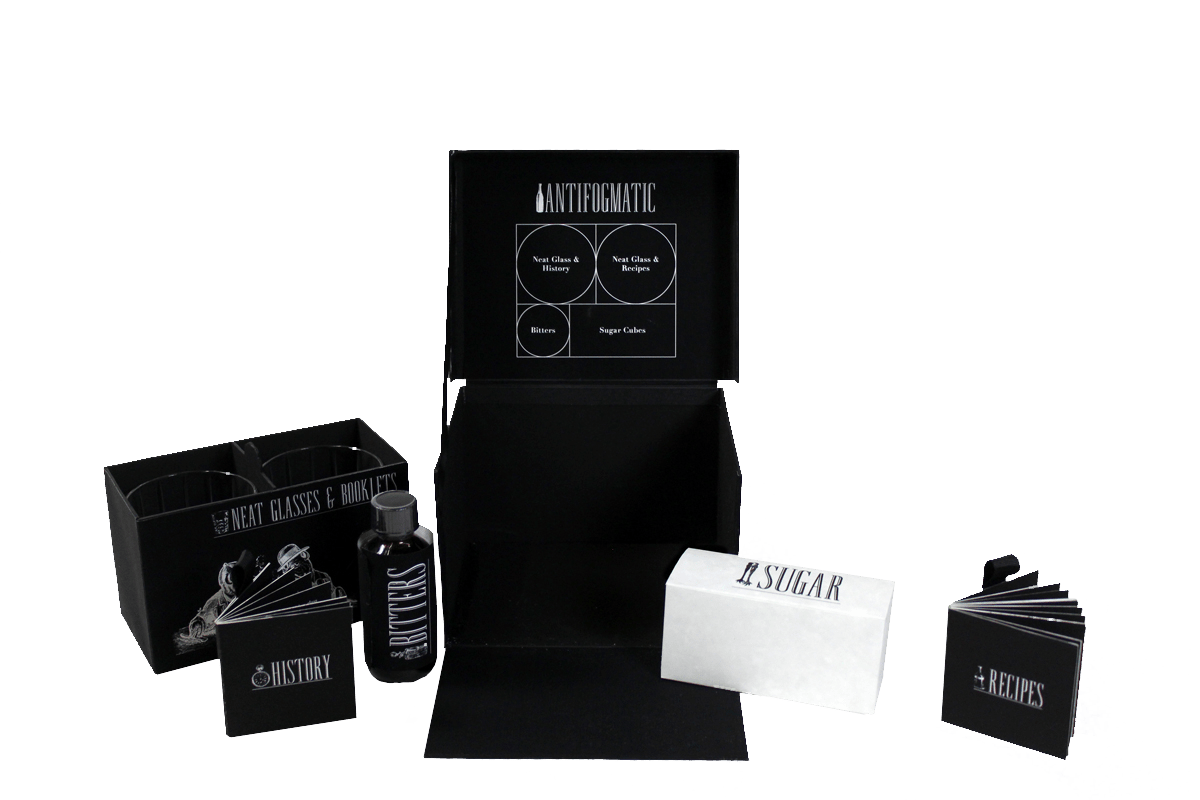 ANTIFOGMATIC
Neat Glass &
History
Neat Glass &
Recipes
Bitters
Sugar Cubes
NEAT GLASSES & BOOKLETS
BITTERS
HISTORY
SUGAR
RECIPES